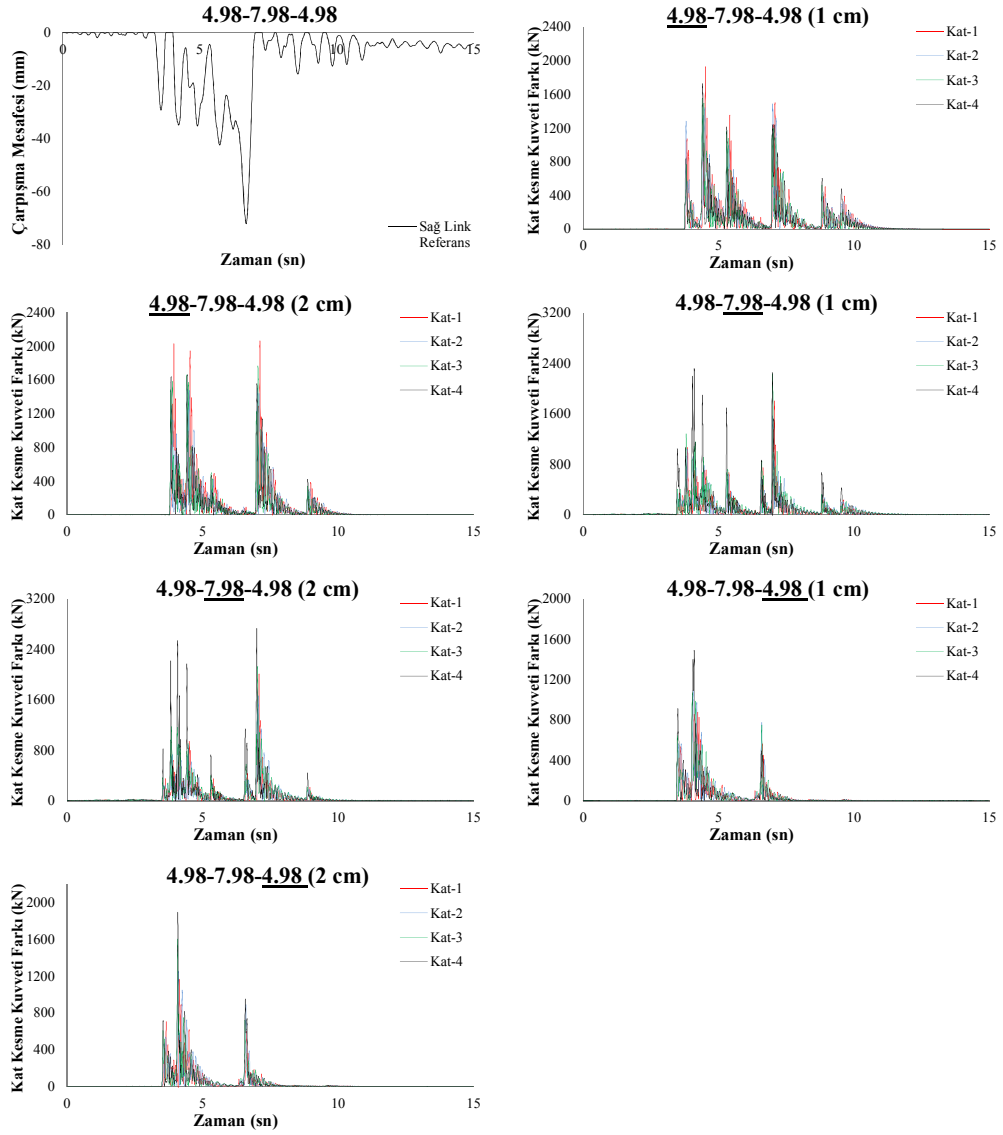 4.98-7.98-4.98
Çarpışma Mesafesi (mm)
0
-20
-40
-60
-80
0
5
10
15
Sağ Link
Referans
Zaman (sn)
4.98-7.98-4.98 (1 cm)
Kat Kesme Kuvveti Farkı (kN)
2400
2000
1600
1200
800
400
0
0
5
10
15
Kat-1
Kat-2
Kat-3
Kat-4
Zaman (sn)
4.98-7.98-4.98 (2 cm)
Kat Kesme Kuvveti Farkı (kN)
2400
2000
1600
1200
800
400
0
0
5
10
15
Kat-1
Kat-2
Kat-3
Kat-4
Zaman (sn)
4.98-7.98-4.98 (1 cm)
Kat Kesme Kuvveti Farkı (kN)
3200
2400
1600
800
0
0
5
10
15
Kat-1
Kat-2
Kat-3
Kat-4
Zaman (sn)
4.98-7.98-4.98 (2 cm)
Kat Kesme Kuvveti Farkı (kN)
3200
2400
1600
800
0
0
5
10
15
Kat-1
Kat-2
Kat-3
Kat-4
Zaman (sn)
4.98-7.98-4.98 (1 cm)
Kat Kesme Kuvveti Farkı (kN)
2000
1600
1200
800
400
0
0
5
10
15
Kat-1
Kat-2
Kat-3
Kat-4
Zaman (sn)
4.98-7.98-4.98 (2 cm)
Kat Kesme Kuvveti Farkı (kN)
2000
1600
1200
800
400
0
0
5
10
15
Kat-1
Kat-2
Kat-3
Kat-4
Zaman (sn)